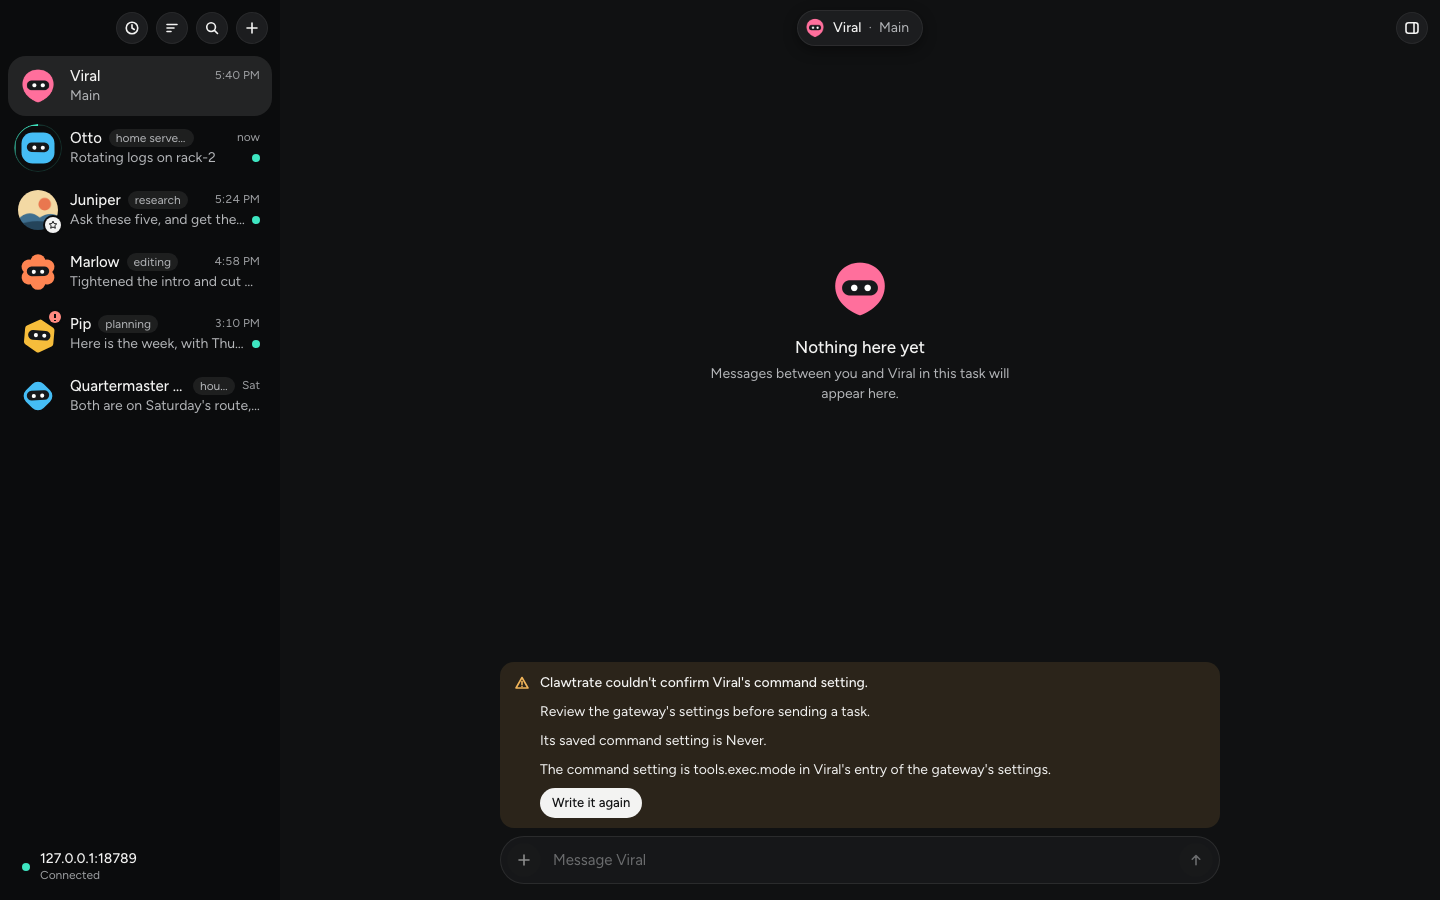 Viral · Main
Viral 5:40 PM
Main
Otto home serve... now
Rotating logs on rack-2
Juniper research 5:24 PM
Ask these five, and get the...
Marlow editing 4:58 PM
Tightened the intro and cut ...
Pip planning 3:10 PM
Here is the week, with Thu...
Quartermaster ... hou... Sat
Both are on Saturday's route,...
Nothing here yet
Messages between you and Viral in this task will
appear here.
Clawtrate couldn't confirm Viral's command setting.
Review the gateway's settings before sending a task.
Its saved command setting is Never.
The command setting is tools.exec.mode in Viral's entry of the gateway's settings.
Write it again
Message Viral
127.0.0.1:18789
Connected